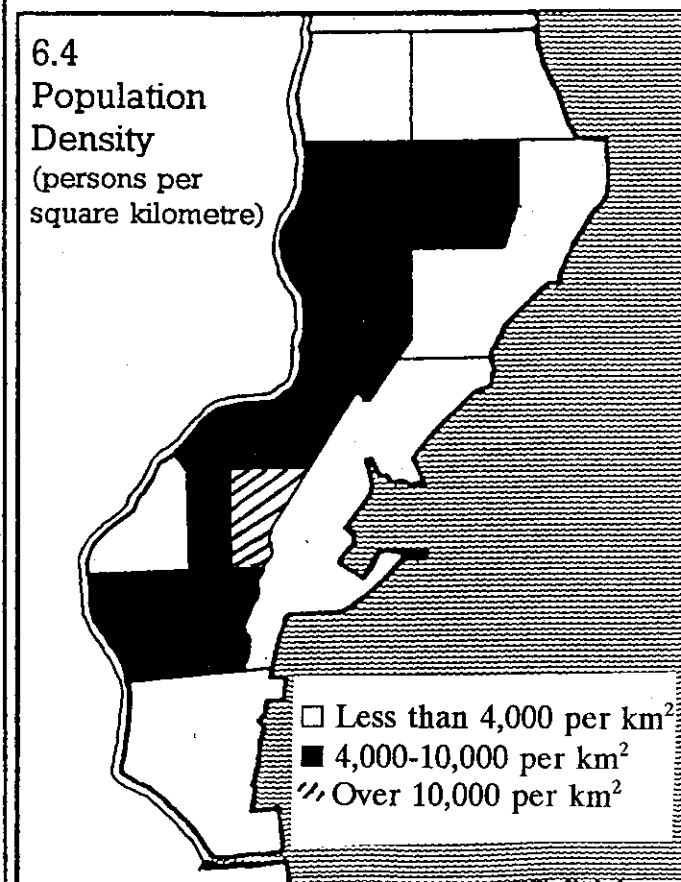 6.4
Population
Density
(persons per
square kilometre)
Less than 4,000 per km²
4,000-10,000 per km²
Over 10,000 per km²